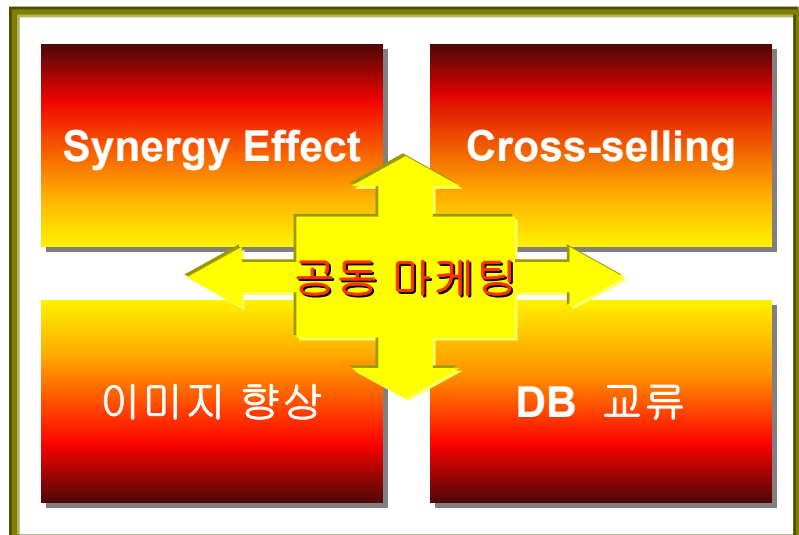 Synergy Effect
Cross-selling
공동 마케팅
이미지 향상
DB 교류